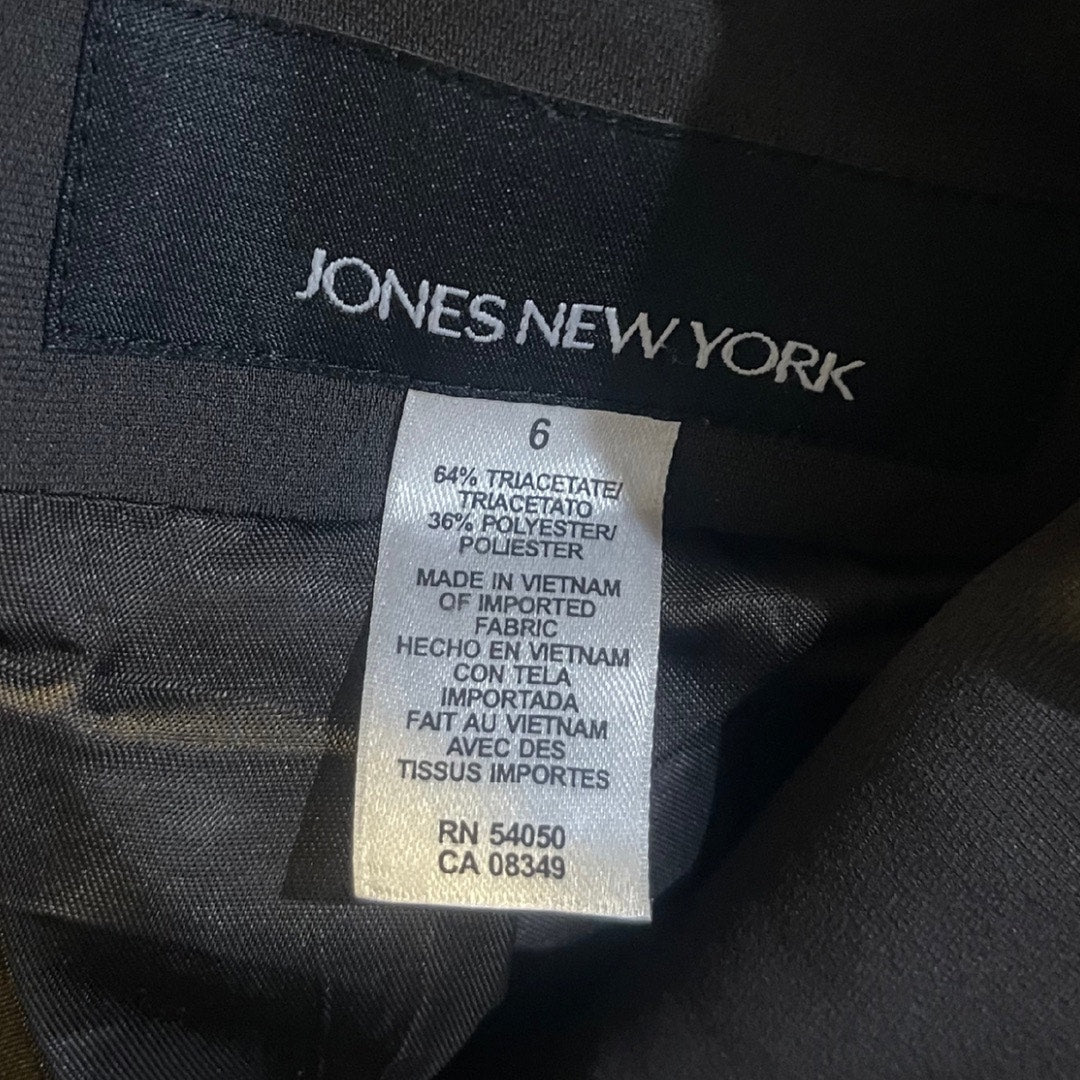 JONES NEW YORK
6
64% TRIACETATE/
TRIACETATO
36% POLYESTER/
POLIESTER
MADE IN VIETNAM
OF IMPORTED
FABRIC
HECHO EN VIETNAM
CON TELA
IMPORTADA
FAIT AU VIETNAM
AVEC DES
TISSUS IMPORTES
RN 54050
CA 08349